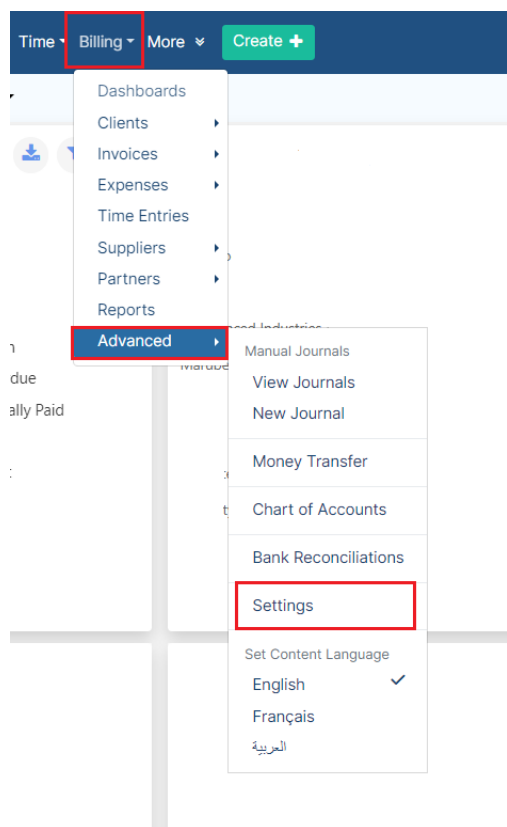 Time Billing More Create +
Dashboards
Clients
Invoices
Expenses
Time Entries
Suppliers
Partners
Reports
Advanced
due
ally Paid
Industries
Manual Journals
View Journals
New Journal
Money Transfer
Chart of Accounts
Bank Reconciliations
Settings
Set Content Language
English
Français
العربية